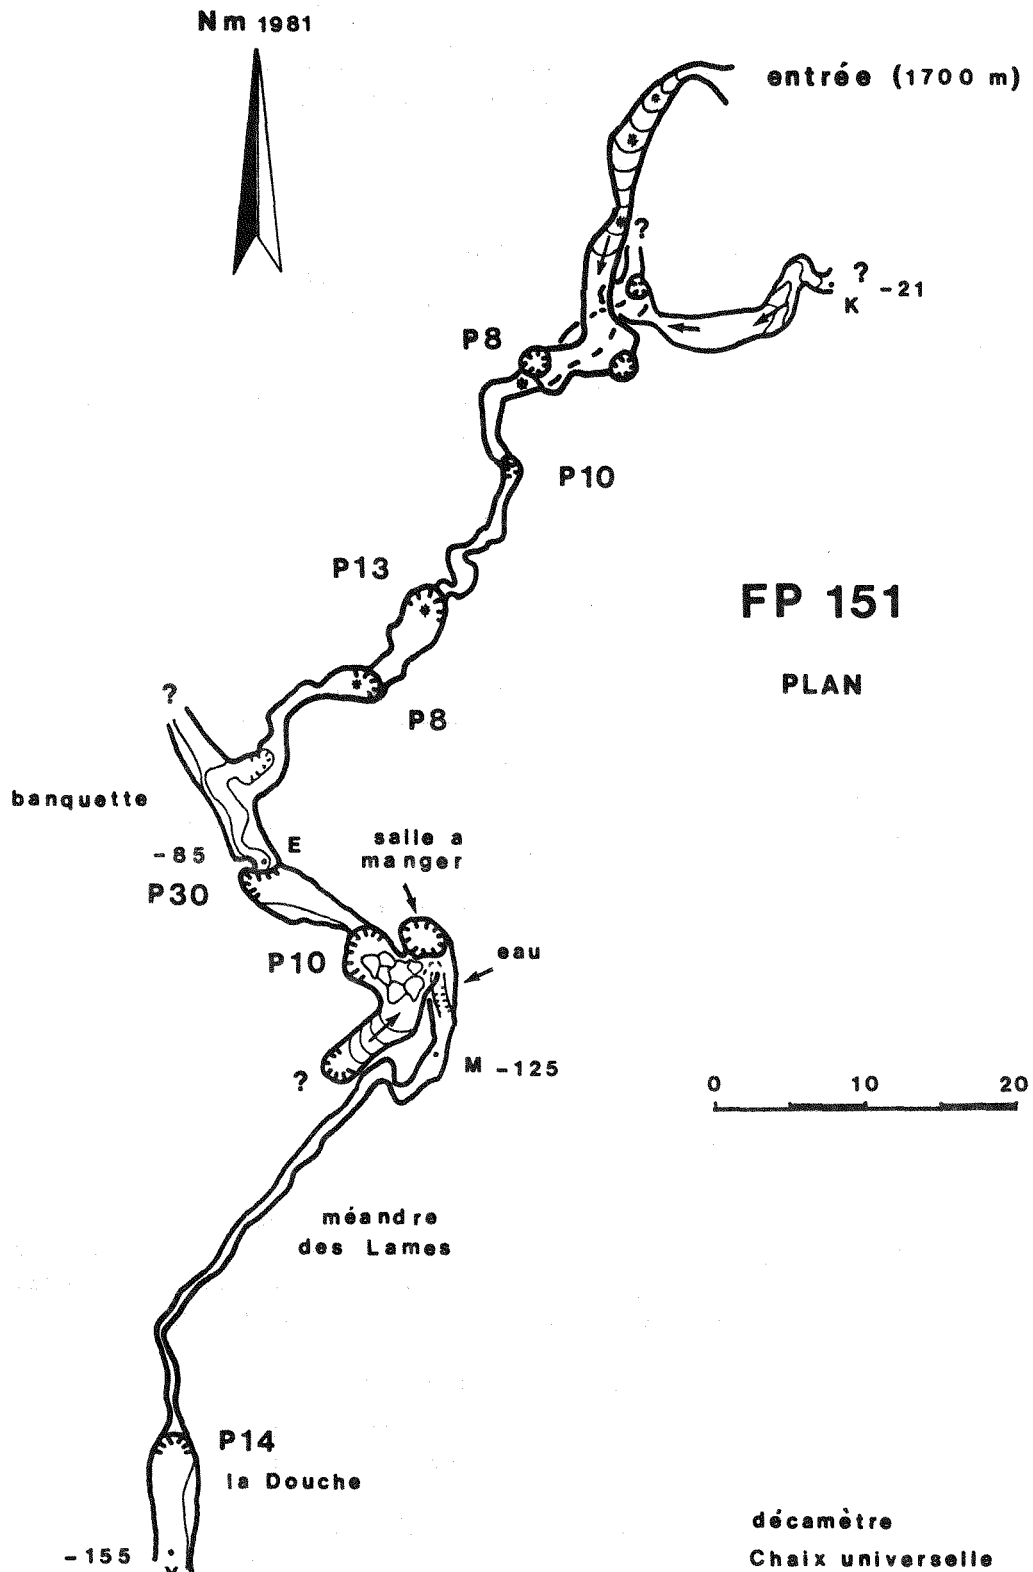 Nm 1981
entrée (1700 m)
?
?
K -21
P8
P10
P13
FP 151
PLAN
P8
?
banquette
E
salle a
manger
-85
P30
eau
P10
M -125
?
0 10 20
méandre
des Lames
P14
la Douche
décamètre
-155
Chaix universelle